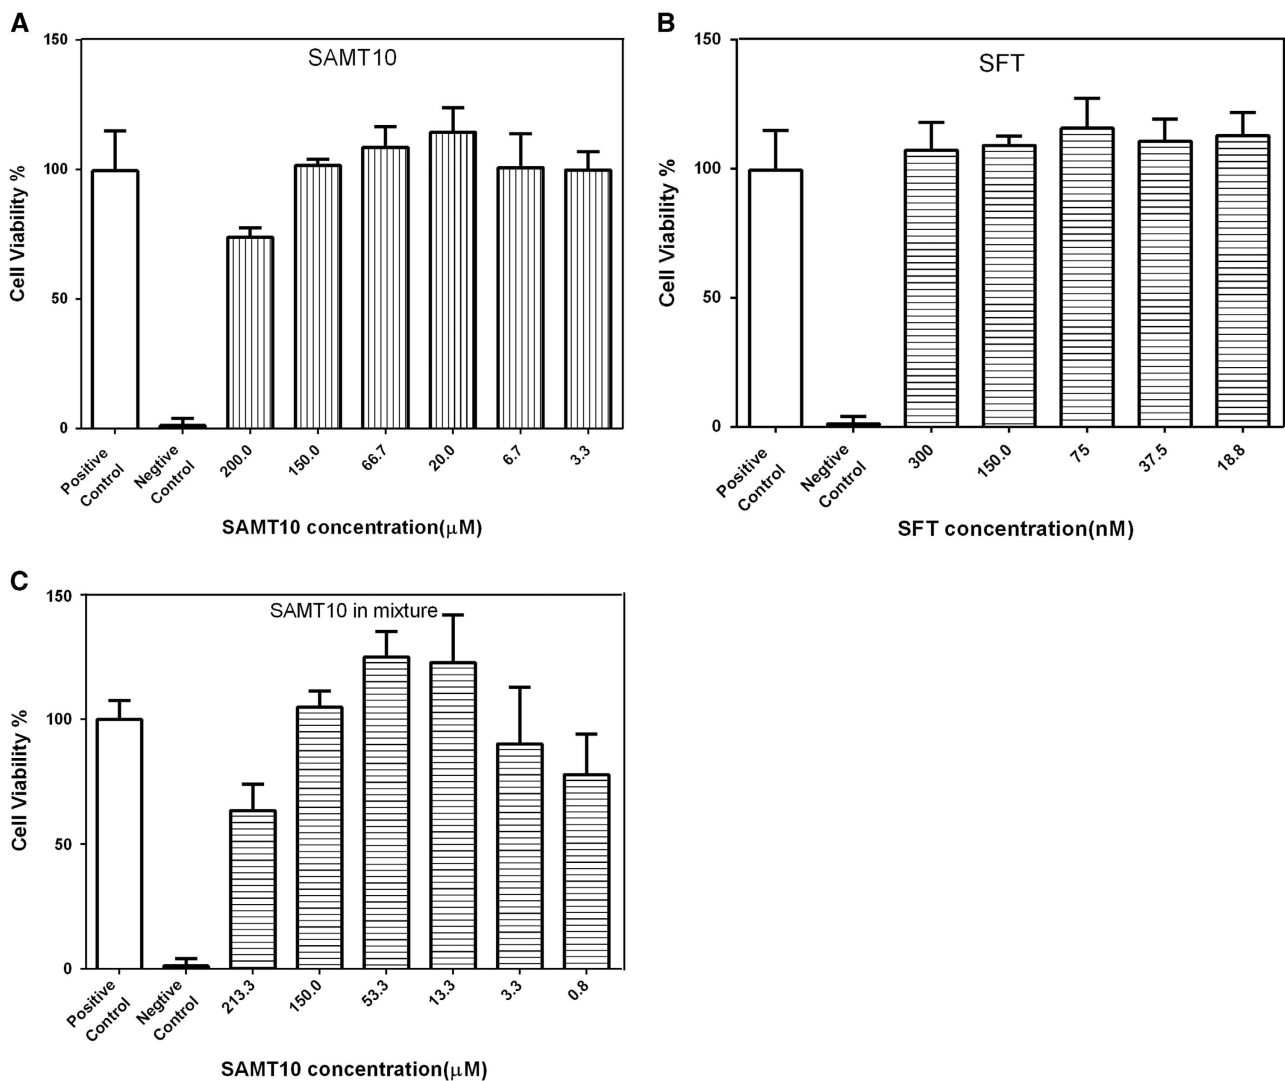 A
SAMT10
150
100
50
0
Cell Viability %
Positive
Control
Negtive
Control
200.0
150.0
66.7
20.0
6.7
3.3
SAMT10 concentration(μM)
B
SFT
150
100
50
0
Cell Viability %
Positive
Control
Negtive
Control
300
150.0
75
37.5
18.8
SFT concentration(nM)
C
SAMT10 in mixture
150
100
50
0
Cell Viability %
Positive
Control
Negtive
Control
213.3
150.0
53.3
13.3
3.3
0.8
SAMT10 concentration(μM)